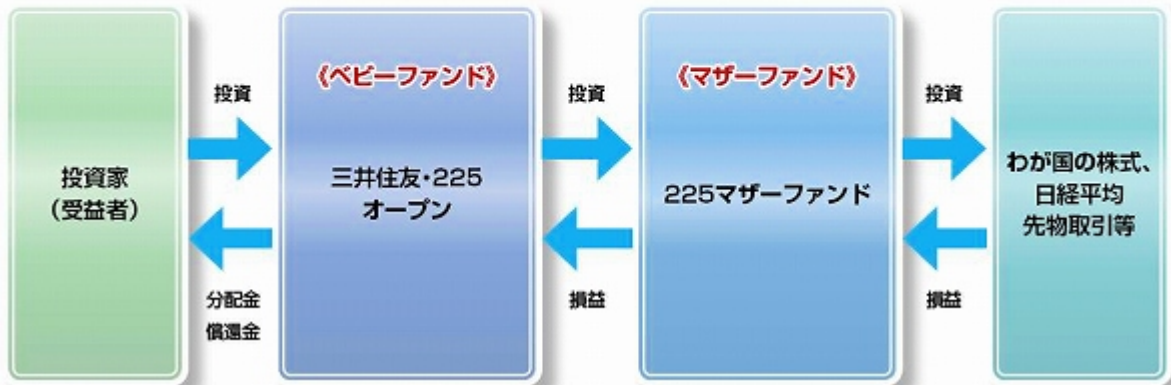 投資家
（受益者）
投資
分配金
償還金
《ベビーファンド》
三井住友・225
オープン
投資
損益
《マザーファンド》
225マザーファンド
投資
損益
わが国の株式、
日経平均
先物取引等